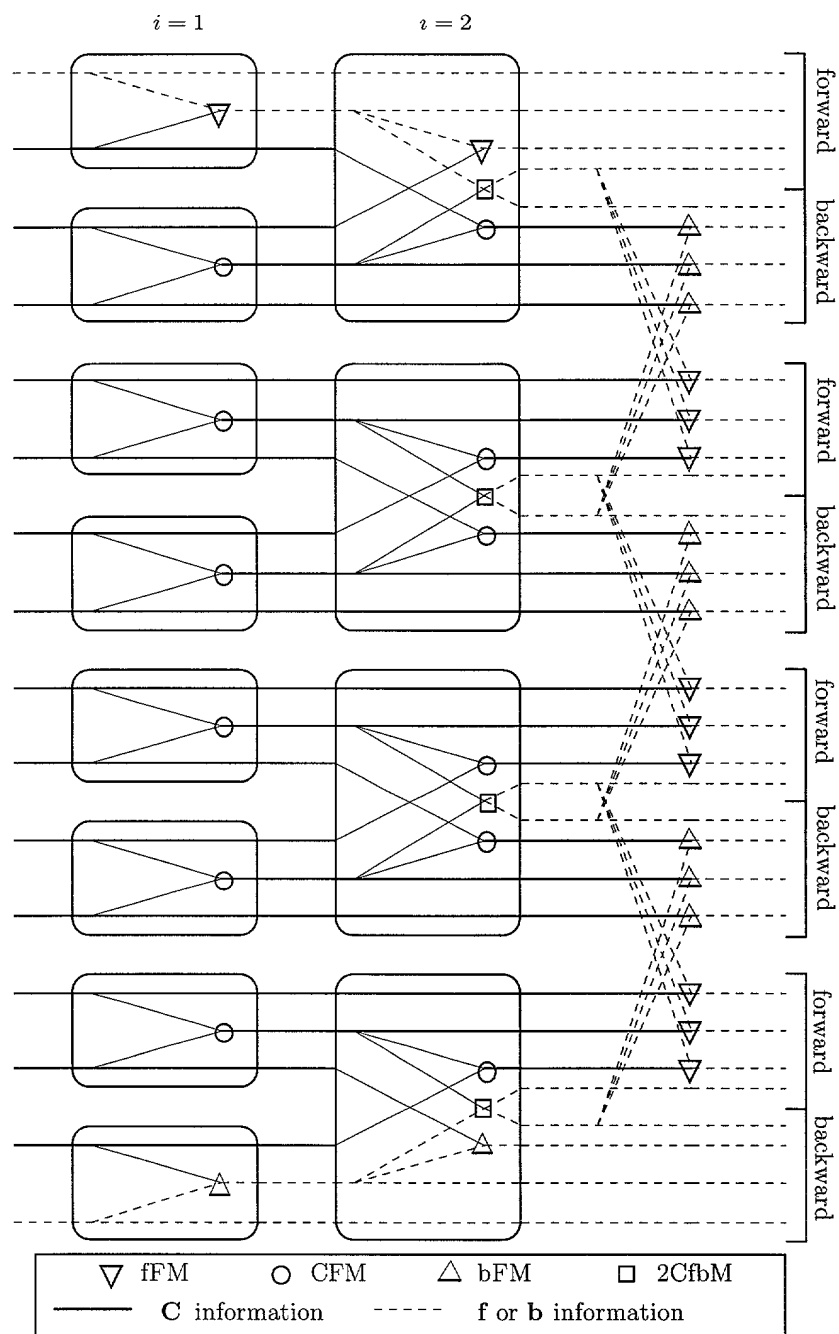 i = 1
ı = 2
forward
backward
forward
backward
forward
backward
forward
backward
fFM
CFM
bFM
2CfbM
C information
f or b information